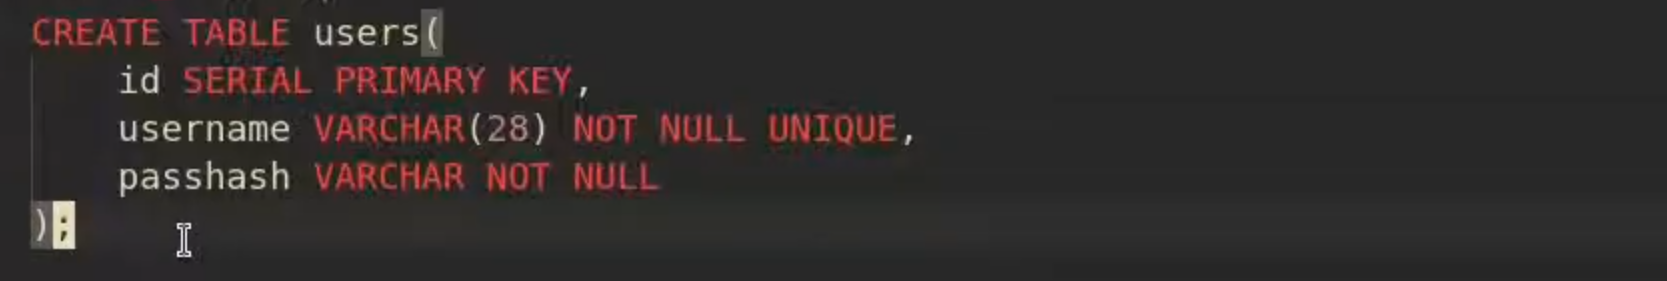 CREATE TABLE users(
    id SERIAL PRIMARY KEY,
    username VARCHAR(28) NOT NULL UNIQUE,
    passhash VARCHAR NOT NULL
);